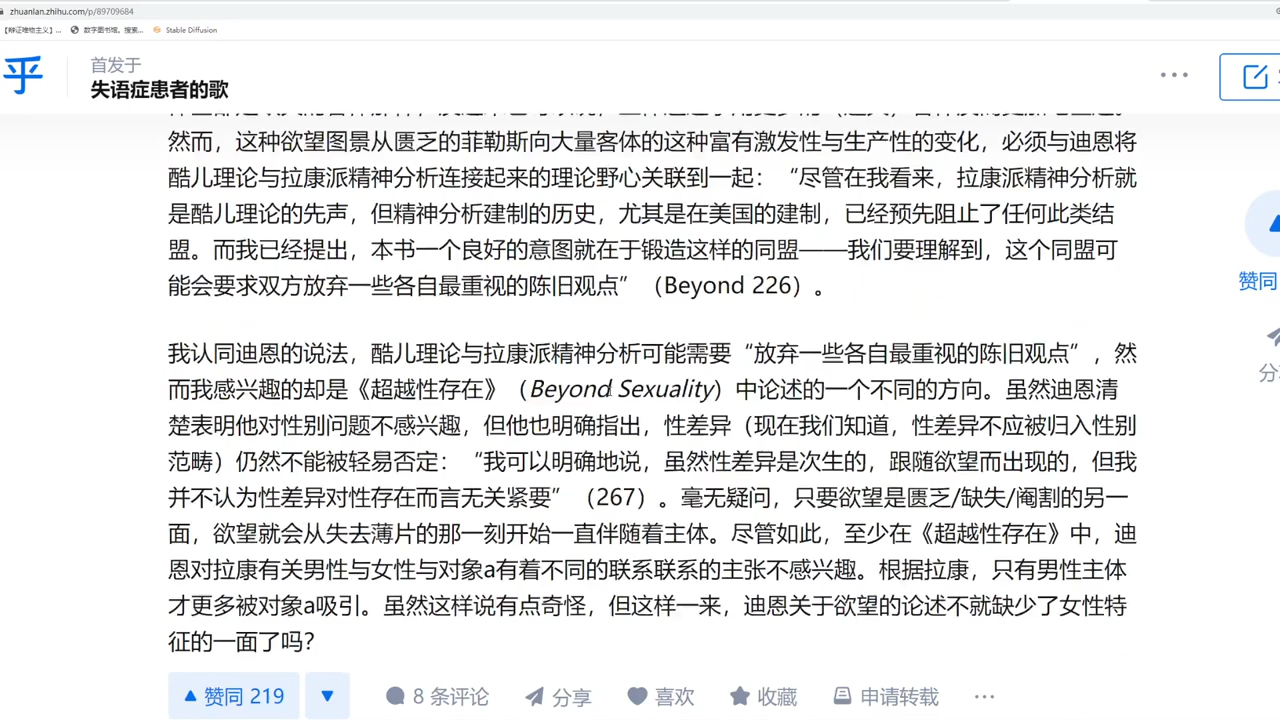 zhuanlan.zhihu.com/p/89709684
【辩证唯物主义】... 数字图书馆。搜索... Stable Diffusion
乎
首发于
失语症患者的歌
然而，这种欲望图景从匮乏的菲勒斯向大量客体的这种富有激发性与生产性的变化，必须与迪恩将
酷儿理论与拉康派精神分析连接起来的理论野心关联到一起：“尽管在我看来，拉康派精神分析就
是酷儿理论的先声，但精神分析建制的历史，尤其是在美国的建制，已经预先阻止了任何此类结
盟。而我已经提出，本书一个良好的意图就在于锻造这样的同盟——我们要理解到，这个同盟可
能会要求双方放弃一些各自最重视的陈旧观点”（Beyond 226）。
我认同迪恩的说法，酷儿理论与拉康派精神分析可能需要“放弃一些各自最重视的陈旧观点”，然
而我感兴趣的却是《超越性存在》（Beyond Sexuality）中论述的一个不同的方向。虽然迪恩清
楚表明他对性别问题不感兴趣，但他也明确指出，性差异（现在我们知道，性差异不应被归入性别
范畴）仍然不能被轻易否定：“我可以明确地说，虽然性差异是次生的，跟随欲望而出现的，但我
并不认为性差异对性存在而言无关紧要”（267）。毫无疑问，只要欲望是匮乏/缺失/阉割的另一
面，欲望就会从失去薄片的那一刻开始一直伴随着主体。尽管如此，至少在《超越性存在》中，迪
恩对拉康有关男性与女性与对象a有着不同的联系联系的主张不感兴趣。根据拉康，只有男性主体
才更多被对象a吸引。虽然这样说有点奇怪，但这样一来，迪恩关于欲望的论述不就缺少了女性特
征的一面了吗？
赞同
赞同 219 8 条评论 分享 喜欢 收藏 申请转载 ...